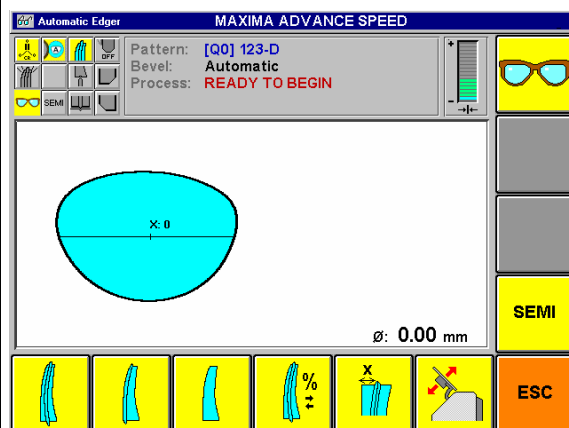 Automatic Edger
MAXIMA ADVANCE SPEED
Pattern: [Q0] 123-D
Bevel: Automatic
Process: READY TO BEGIN
OFF
SEMI
+
-
X: 0
ø: 0.00 mm
SEMI
%
X
ESC